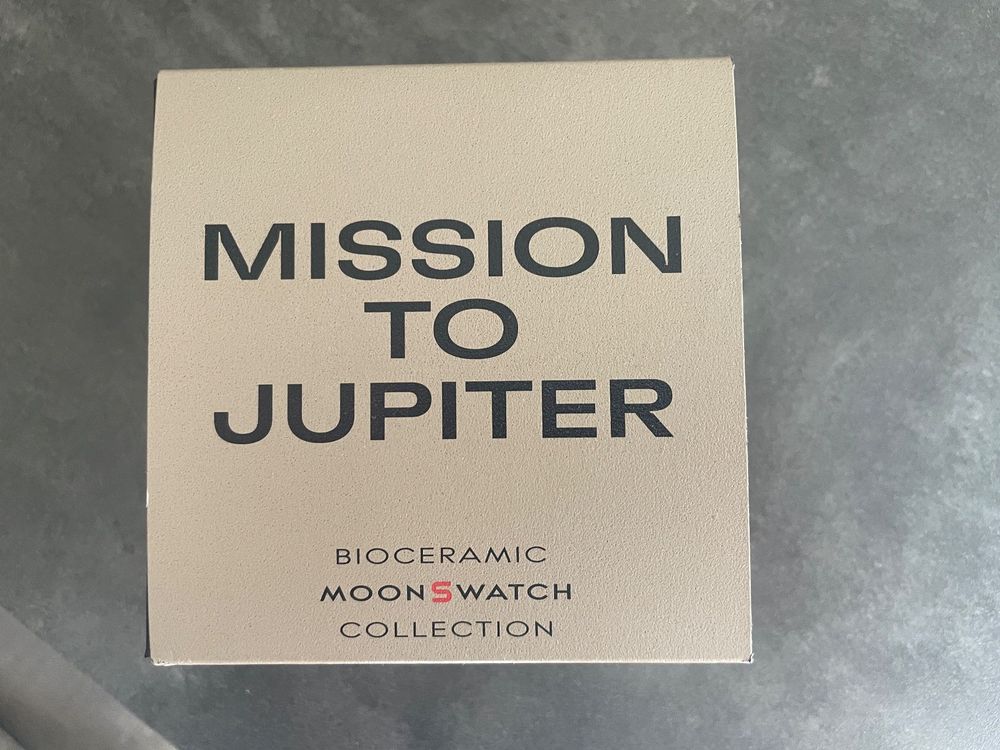 MISSION
TO
JUPITER
BIOCERAMIC
MOONSWATCH
COLLECTION